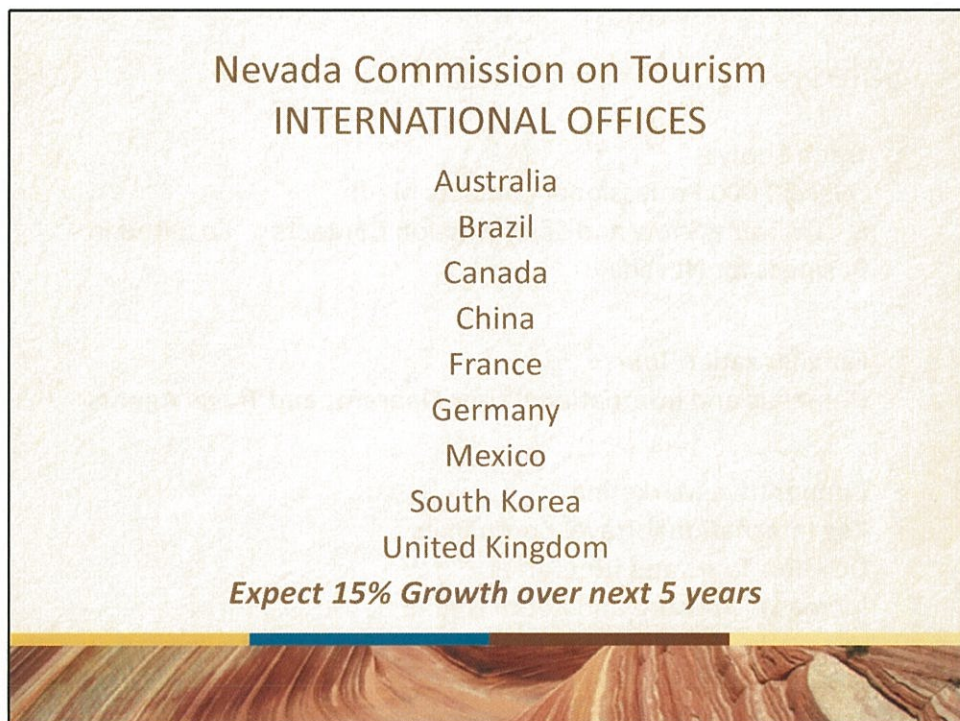 Nevada Commission on Tourism
INTERNATIONAL OFFICES
Australia
Brazil
Canada
China
France
Germany
Mexico
South Korea
United Kingdom
Expect 15% Growth over next 5 years